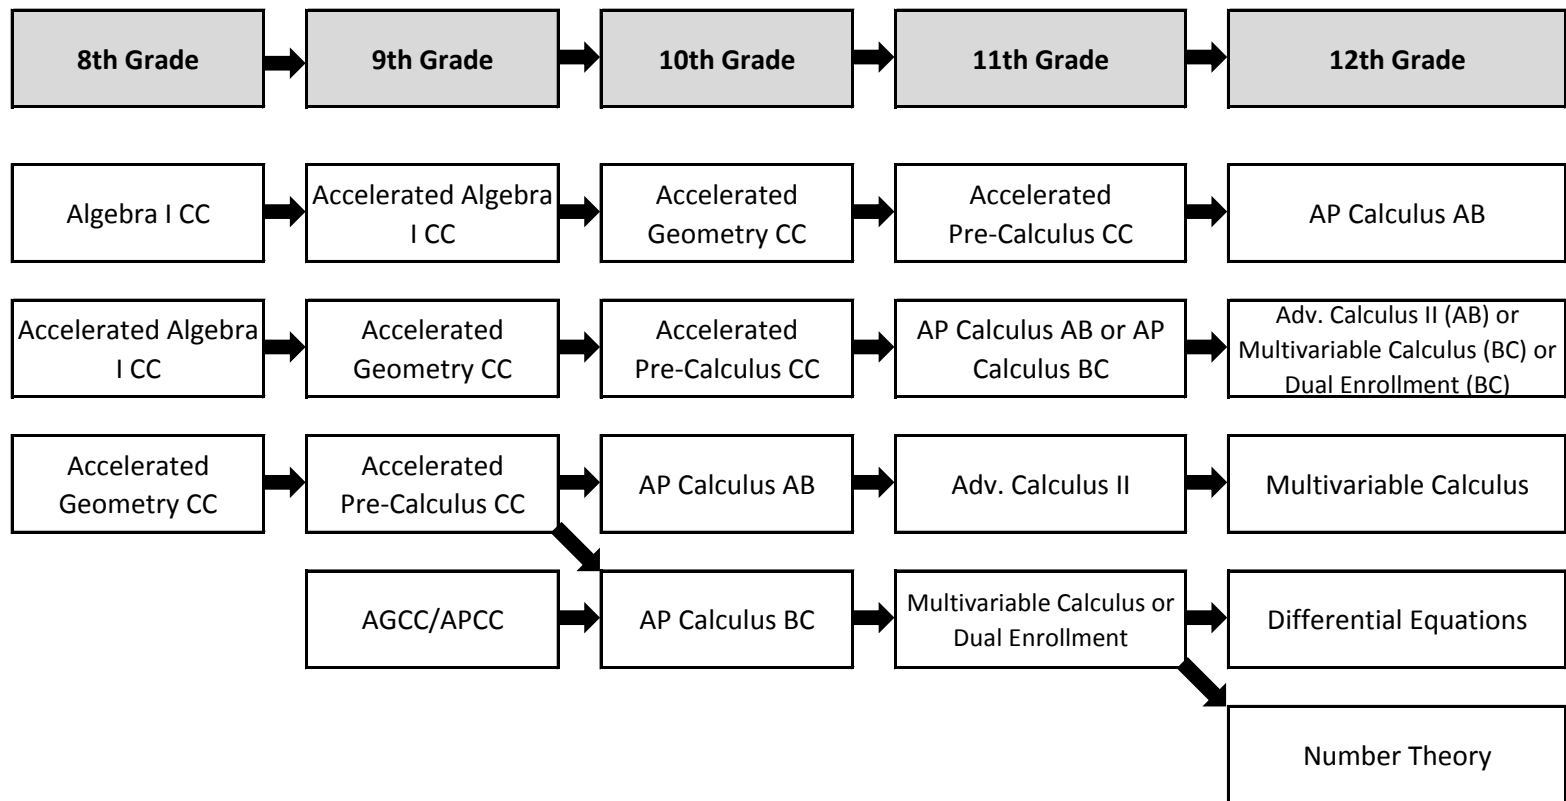 8th Grade
9th Grade
10th Grade
11th Grade
12th Grade
Algebra I CC
Accelerated Algebra
I CC
Accelerated
Geometry CC
Accelerated
Pre-Calculus CC
AP Calculus AB
Accelerated Algebra
I CC
Accelerated
Geometry CC
Accelerated
Pre-Calculus CC
AP Calculus AB or AP
Calculus BC
Adv. Calculus II (AB) or
Multivariable Calculus (BC) or
Dual Enrollment (BC)
Accelerated
Geometry CC
Accelerated
Pre-Calculus CC
AP Calculus AB
Adv. Calculus II
Multivariable Calculus
AGCC/APCC
AP Calculus BC
Multivariable Calculus or
Dual Enrollment
Differential Equations
Number Theory